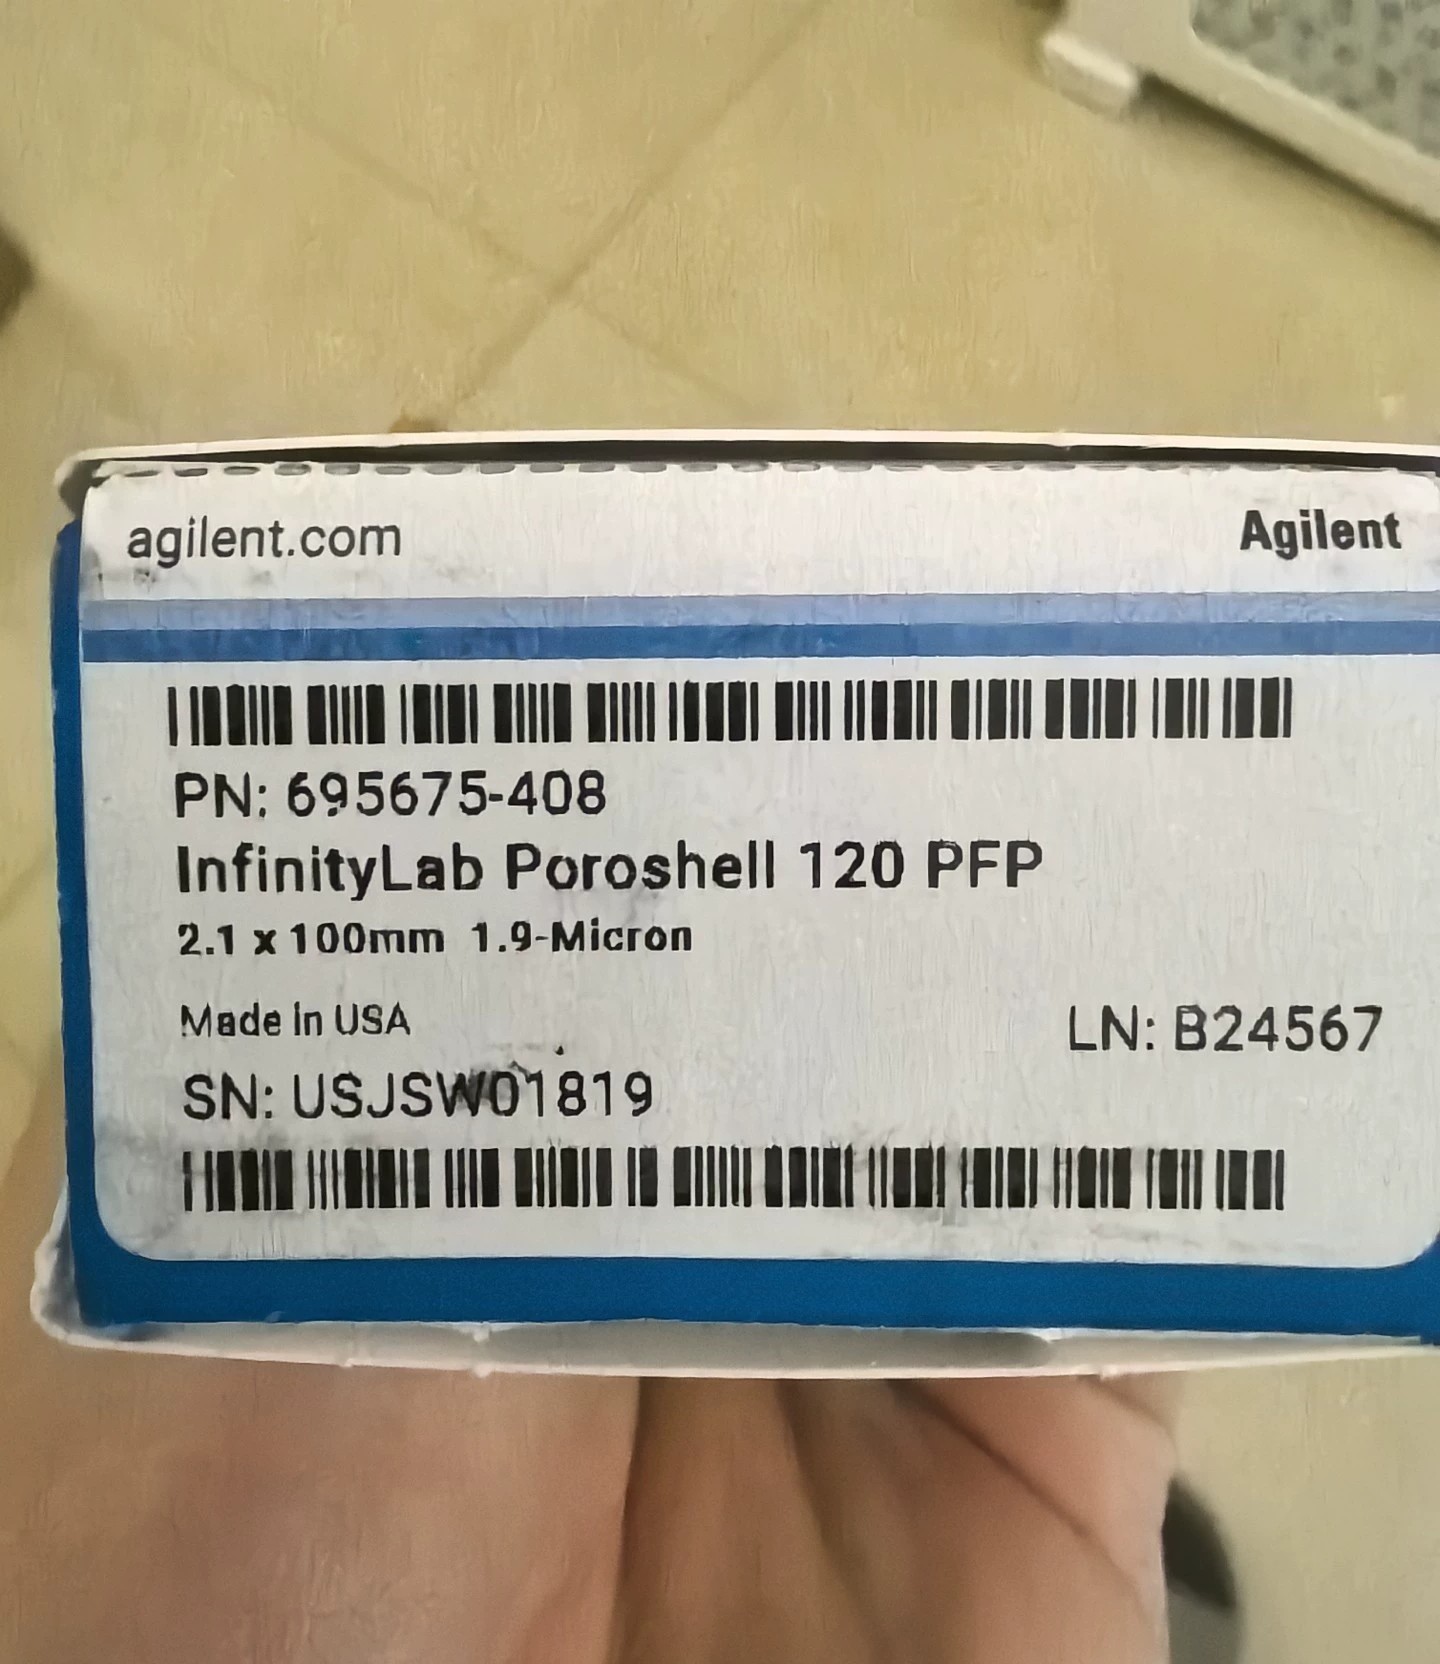 agilent.com
Agilent
PN: 695675-408
InfinityLab Poroshell 120 PFP
2.1 x 100mm 1.9-Micron
Made in USA
LN: B24567
SN: USJSW01819